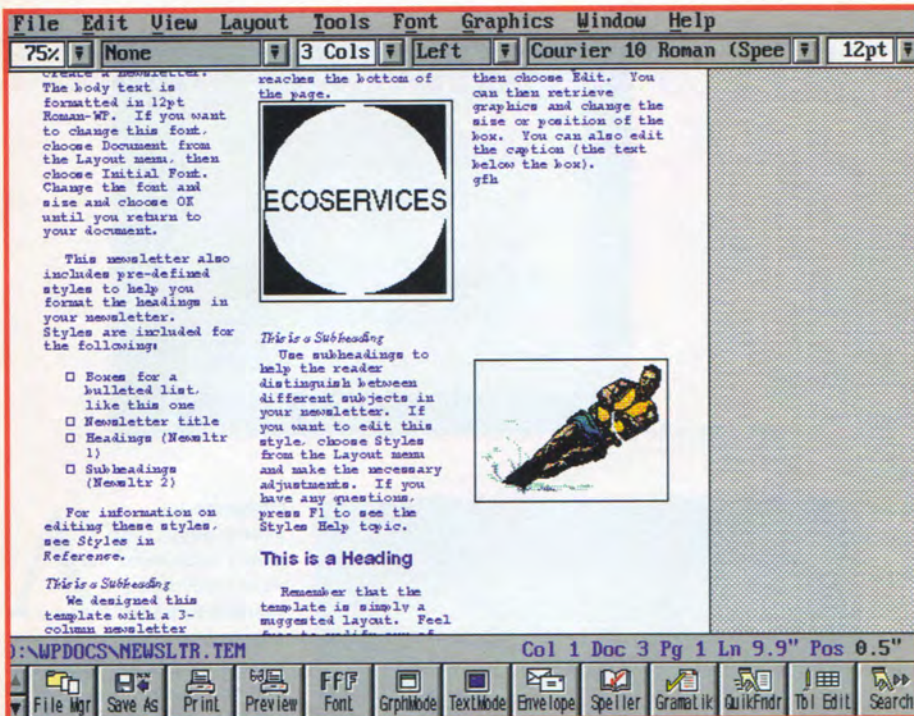 File Edit View Layout Tools Font Graphics Window Help
75% None 3 Cols Left Courier 10 Roman (Spee 12pt
create a newsletter.
The body text is
formatted in 12pt
Roman-WP. If you want
to change this font,
choose Document from
the Layout menu, then
choose Initial Font.
Change the font and
size and choose OK
until you return to
your document.
This newsletter also
includes pre-defined
styles to help you
format the headings in
your newsletter.
Styles are included for
the following:
Boxes for a
bulleted list,
like this one
Newsletter title
Headings (Newsltr
1)
Subheadings
(Newsltr 2)
For information on
editing these styles,
see Styles in
Reference.
This is a Subheading
We designed this
template with a 3-
column newsletter
reaches the bottom of
the page.
ECOSERVICES
This is a Subheading
Use subheadings to
help the reader
distinguish between
different subjects in
your newsletter. If
you want to edit this
style, choose Styles
from the Layout menu
and make the necessary
adjustments. If you
have any questions,
press F1 to see the
Styles Help topic.
This is a Heading
Remember that the
template is simply a
suggested layout. Feel
free to modify any of
then choose Edit. You
can then retrieve
graphics and change the
size or position of the
box. You can also edit
the caption (the text
below the box).
gfh
:\WPDOCS\NEWSLTR.TEM Col 1 Doc 3 Pg 1 Ln 9.9" Pos 0.5"
FFF
File Mgr Save As Print Preview Font GrphMode TextMode Envelope Speller Gramatik QuikFndr Tbl Edit Search